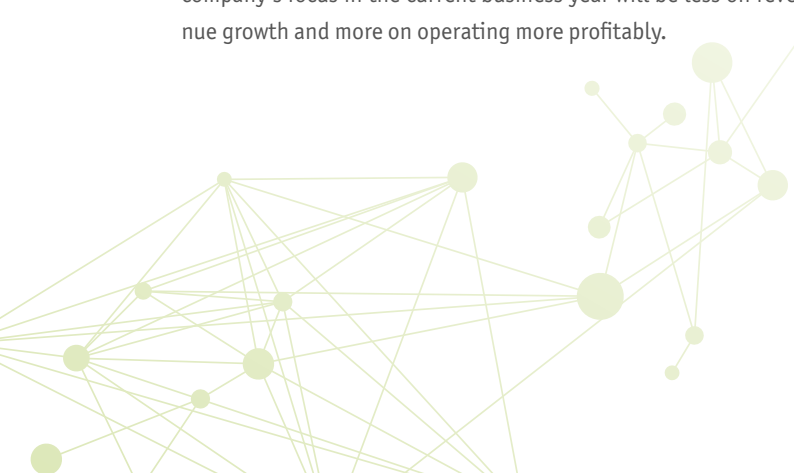 company's focus in the current business year will be less on reve-
nue growth and more on operating more profitably.